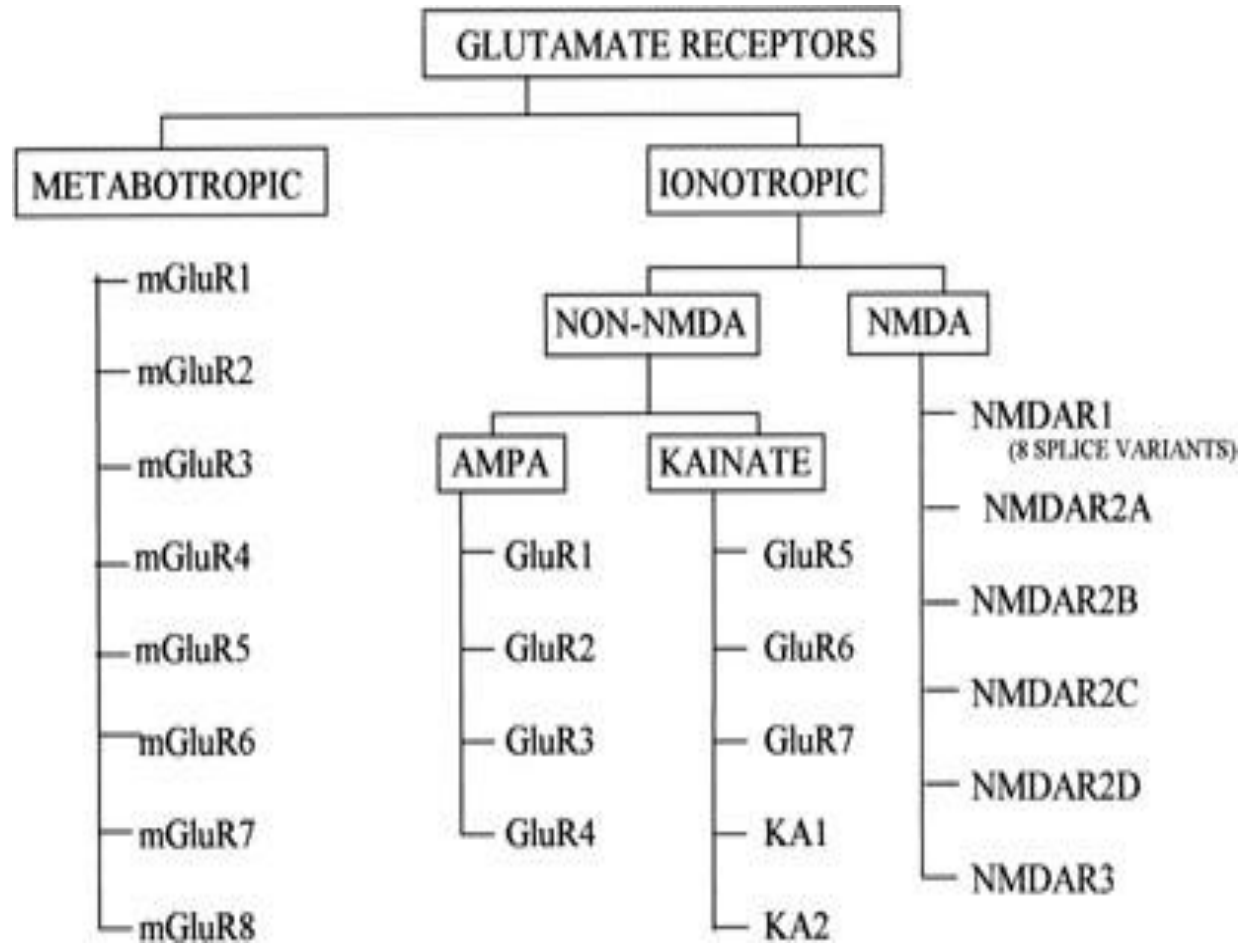 GLUTAMATE RECEPTORS
METABOTROPIC
IONOTROPIC
mGluR1
mGluR2
mGluR3
mGluR4
mGluR5
mGluR6
mGluR7
mGluR8
NON-NMDA
NMDA
AMPA
KAINATE
GluR1
GluR2
GluR3
GluR4
GluR5
GluR6
GluR7
KA1
KA2
NMDAR1
(8 SPLICE VARIANTS)
NMDAR2A
NMDAR2B
NMDAR2C
NMDAR2D
NMDAR3